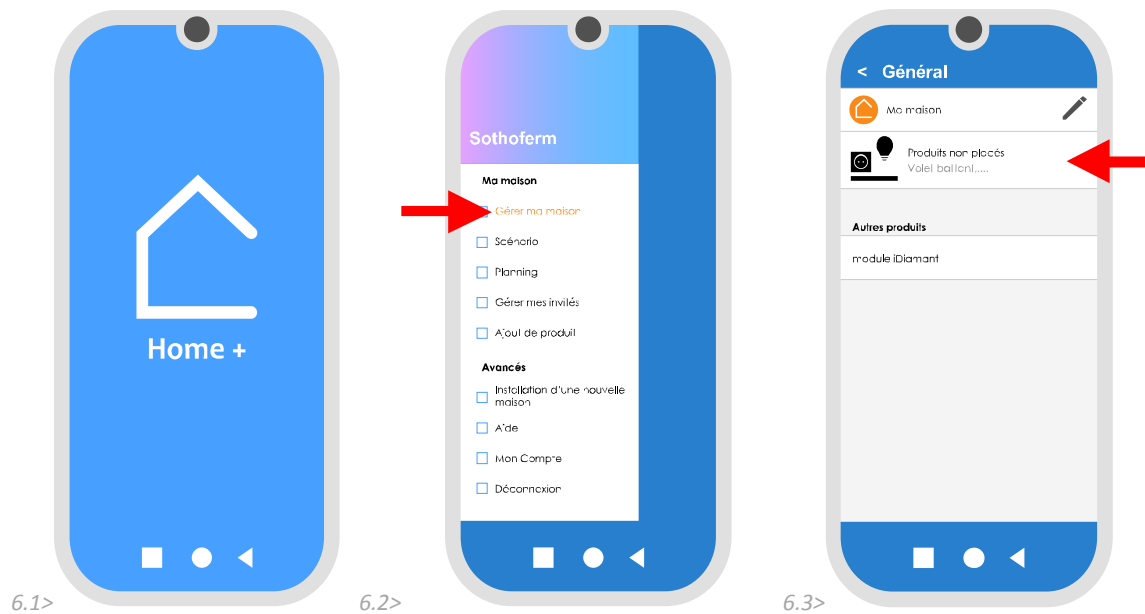 Home +
6.1>
Sothoferm
Ma maison
Gérer ma maison
Scénario
Planning
Gérer mes invités
Ajout de produit
Avancés
Installation d'une nouvelle
maison
Aide
Mon Compte
Déconnexion
6.2>
< Général
Ma maison
Produits non placés
Volet battant,....
Autres produits
module iDiamant
6.3>